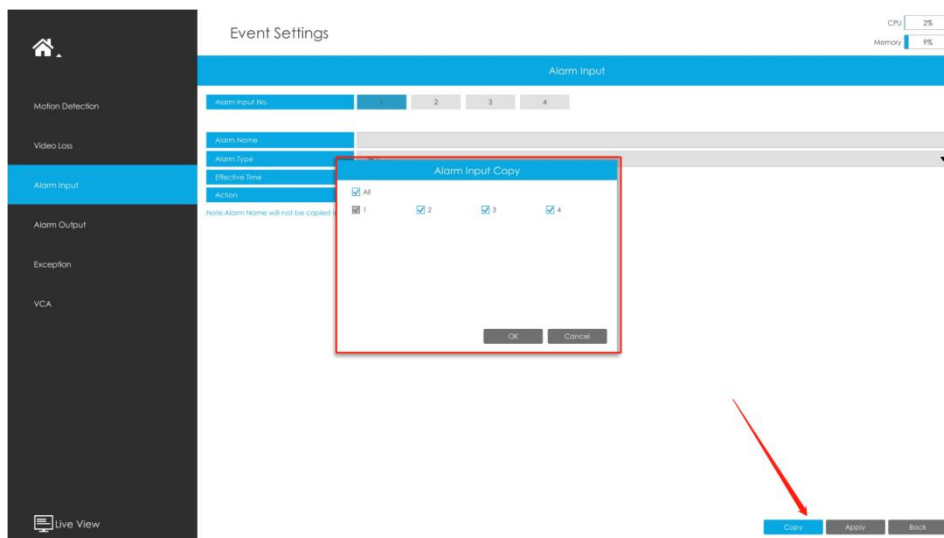 Event Settings
CPU 2%
Memory 9%
Alarm Input
Motion Detection
Video Loss
Alarm Input
Alarm Output
Exception
VCA
Live View
Alarm Input No. 1 2 3 4
Alarm Name
Alarm Type
Effective Time
Action
Note:Alarm Name will not be copied
Alarm Input Copy
All
1 2 3 4
OK Cancel
Copy Apply Back